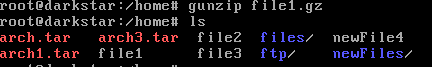 root@darkstar:/home# gunzip file1.gz
root@darkstar:/home# ls
arch.tar arch3.tar file2 files/ newFile4
arch1.tar file1 file3 ftp/ newFiles/